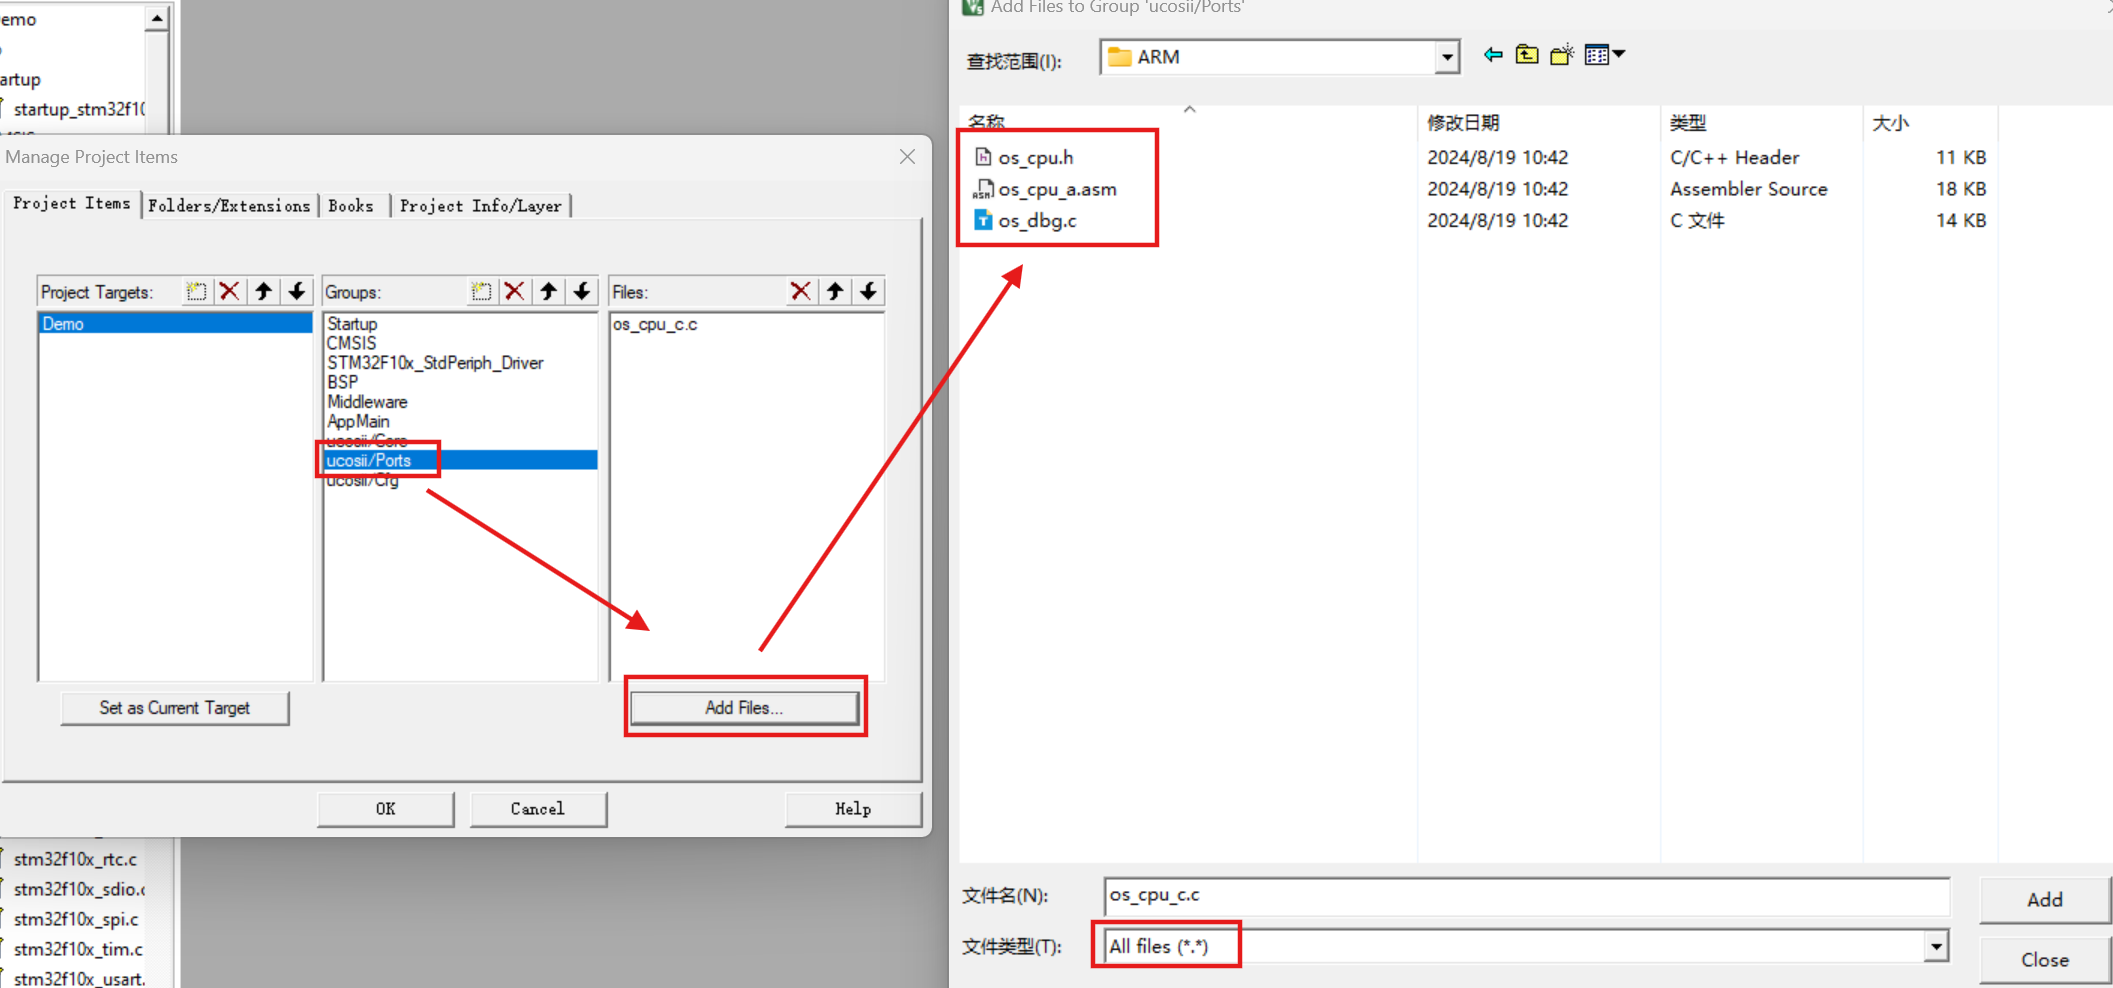 emo
artup
startup_stm32f10
Manage Project Items
Project Items
Folders/Extensions
Books
Project Info/Layer
Project Targets:
Groups:
Files:
Demo
Startup
CMSIS
STM32F10x_StdPeriph_Driver
BSP
Middleware
AppMain
ucosii/Core
ucosii/Ports
ucosii/Cfg
os_cpu_c.c
Set as Current Target
Add Files...
OK
Cancel
Help
stm32f10x_rtc.c
stm32f10x_sdio.c
stm32f10x_spi.c
stm32f10x_tim.c
stm32f10x_usart.
Add Files to Group 'ucosii/Ports'
查找范围(I):
ARM
名称
修改日期
类型
大小
os_cpu.h
2024/8/19 10:42
C/C++ Header
11 KB
os_cpu_a.asm
2024/8/19 10:42
Assembler Source
18 KB
os_dbg.c
2024/8/19 10:42
C 文件
14 KB
文件名(N):
os_cpu_c.c
Add
文件类型(T):
All files (*.*)
Close